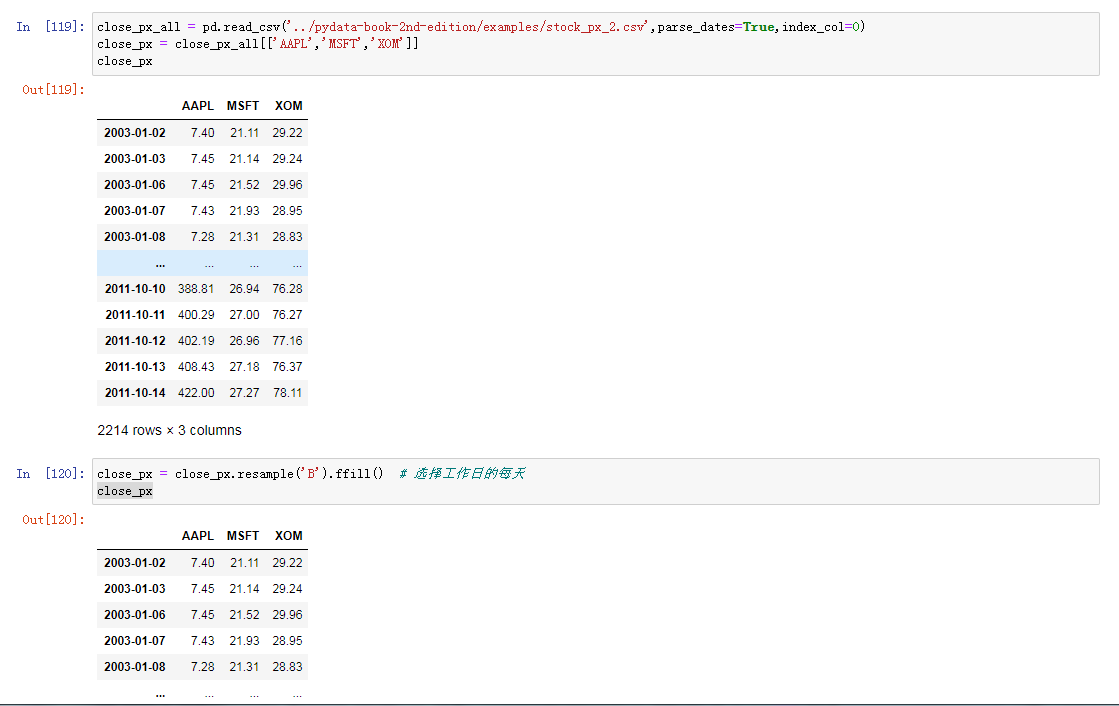 In [119]: close_px_all = pd.read_csv('../pydata-book-2nd-edition/examples/stock_px_2.csv',parse_dates=True,index_col=0)
close_px = close_px_all[['AAPL','MSFT','XOM']]
close_px
Out[119]:
AAPL MSFT XOM
2003-01-02 7.40 21.11 29.22
2003-01-03 7.45 21.14 29.24
2003-01-06 7.45 21.52 29.96
2003-01-07 7.43 21.93 28.95
2003-01-08 7.28 21.31 28.83
... ... ... ...
2011-10-10 388.81 26.94 76.28
2011-10-11 400.29 27.00 76.27
2011-10-12 402.19 26.96 77.16
2011-10-13 408.43 27.18 76.37
2011-10-14 422.00 27.27 78.11
2214 rows × 3 columns
In [120]: close_px = close_px.resample('B').ffill() # 选择工作日的每天
close_px
Out[120]:
AAPL MSFT XOM
2003-01-02 7.40 21.11 29.22
2003-01-03 7.45 21.14 29.24
2003-01-06 7.45 21.52 29.96
2003-01-07 7.43 21.93 28.95
2003-01-08 7.28 21.31 28.83
... ... ... ...